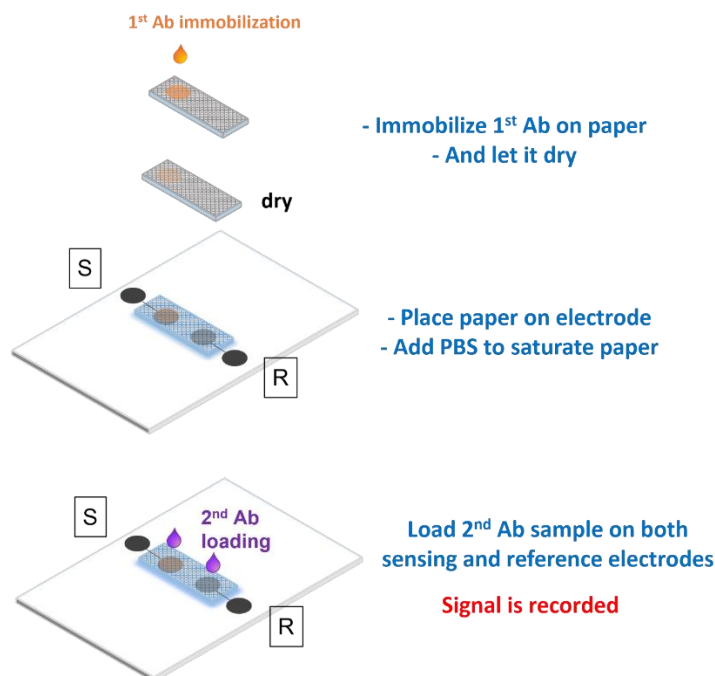 1st Ab immobilization
- Immobilize 1st Ab on paper
- And let it dry
dry
S
- Place paper on electrode
- Add PBS to saturate paper
R
S
2nd Ab
loading
Load 2nd Ab sample on both
sensing and reference electrodes
Signal is recorded
R